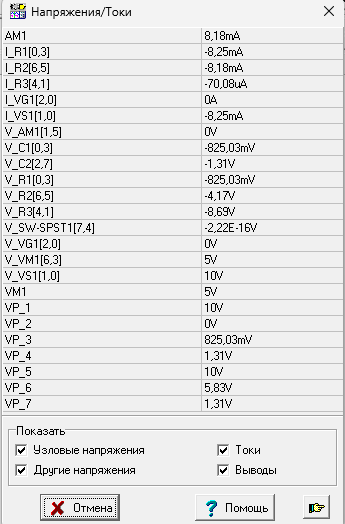 Напряжения/Токи
AM1 8,18mA
I_R1[0,3] -8,25mA
I_R2[6,5] -8,18mA
I_R3[4,1] -70,08uA
I_VG1[2,0] 0A
I_VS1[1,0] -8,25mA
V_AM1[1,5] 0V
V_C1[0,3] -825,03mV
V_C2[2,7] -1,31V
V_R1[0,3] -825,03mV
V_R2[6,5] -4,17V
V_R3[4,1] -8,69V
V_SW-SPST1[7,4] -2,22E-16V
V_VG1[2,0] 0V
V_VM1[6,3] 5V
V_VS1[1,0] 10V
VM1 5V
VP_1 10V
VP_2 0V
VP_3 825,03mV
VP_4 1,31V
VP_5 10V
VP_6 5,83V
VP_7 1,31V
Показать
Узловые напряжения Токи
Другие напряжения Выводы
Отмена ? Помощь